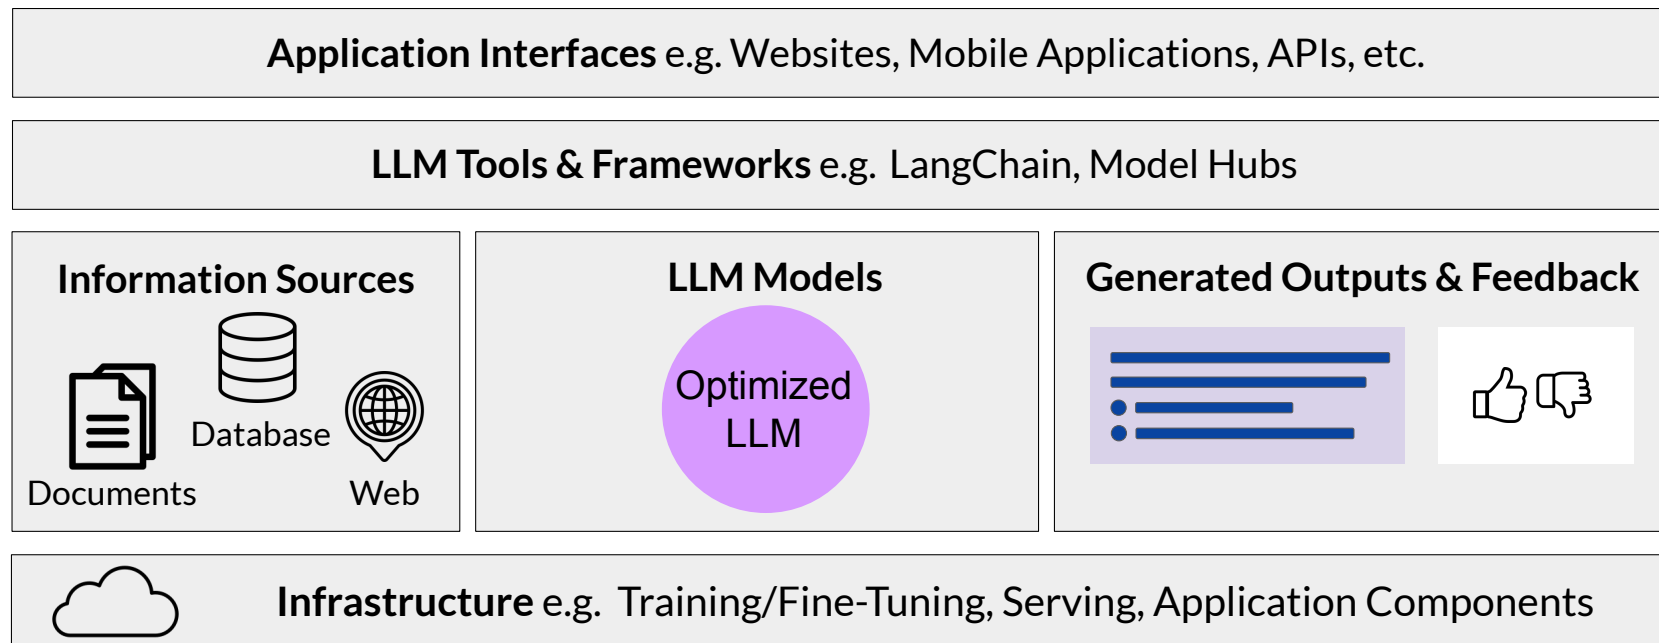 Application Interfaces e.g. Websites, Mobile Applications, APIs, etc.
LLM Tools & Frameworks e.g. LangChain, Model Hubs
Information Sources
Database
Documents
Web
LLM Models
Optimized
LLM
Generated Outputs & Feedback
Infrastructure e.g. Training/Fine-Tuning, Serving, Application Components